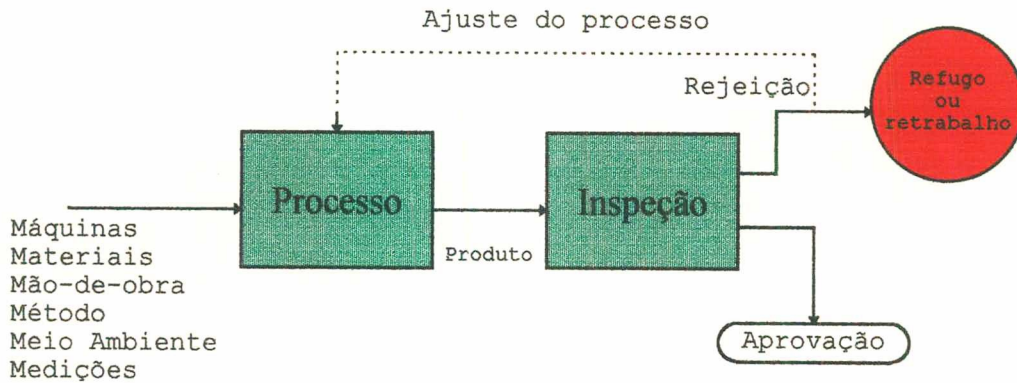 Ajuste do processo
Rejeição
Refugo
ou
retrabalho
Processo
Inspeção
Produto
Máquinas
Materiais
Mão-de-obra
Método
Meio Ambiente
Medições
Aprovação